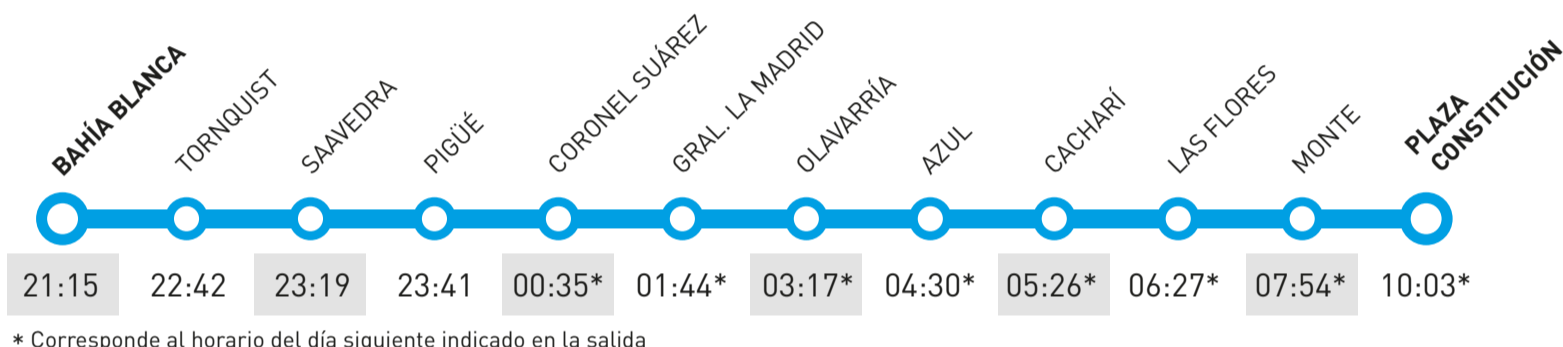 BAHÍA BLANCA
TORNQUIST
SAAVEDRA
PIGÜÉ
CORONEL SUÁREZ
GRAL. LA MADRID
OLAVARRÍA
AZUL
CACHARÍ
LAS FLORES
MONTE
PLAZA
CONSTITUCIÓN
21:15 22:42 23:19 23:41 00:35* 01:44* 03:17* 04:30* 05:26* 06:27* 07:54* 10:03*
* Corresponde al horario del día siguiente indicado en la salida